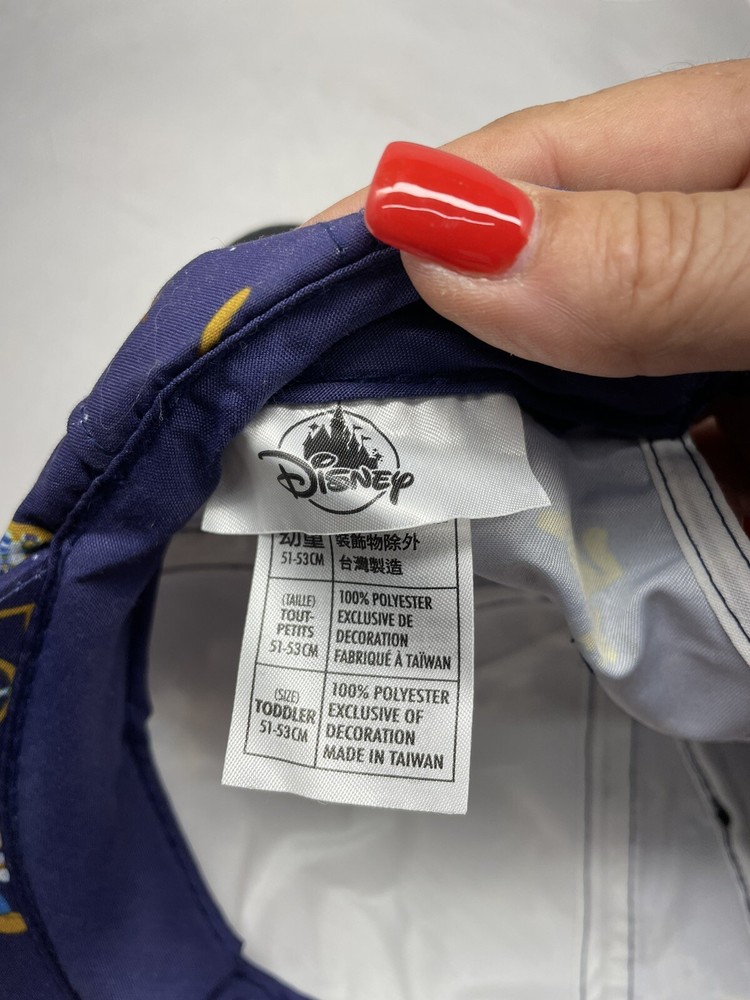 Disney
幼童
51-53CM
裝飾物除外
台灣製造
(TAILLE)
TOUT-
PETITS
51-53CM
100% POLYESTER
EXCLUSIVE DE
DECORATION
FABRIQUÉ À TAÏWAN
(SIZE)
TODDLER
51-53CM
100% POLYESTER
EXCLUSIVE OF
DECORATION
MADE IN TAIWAN